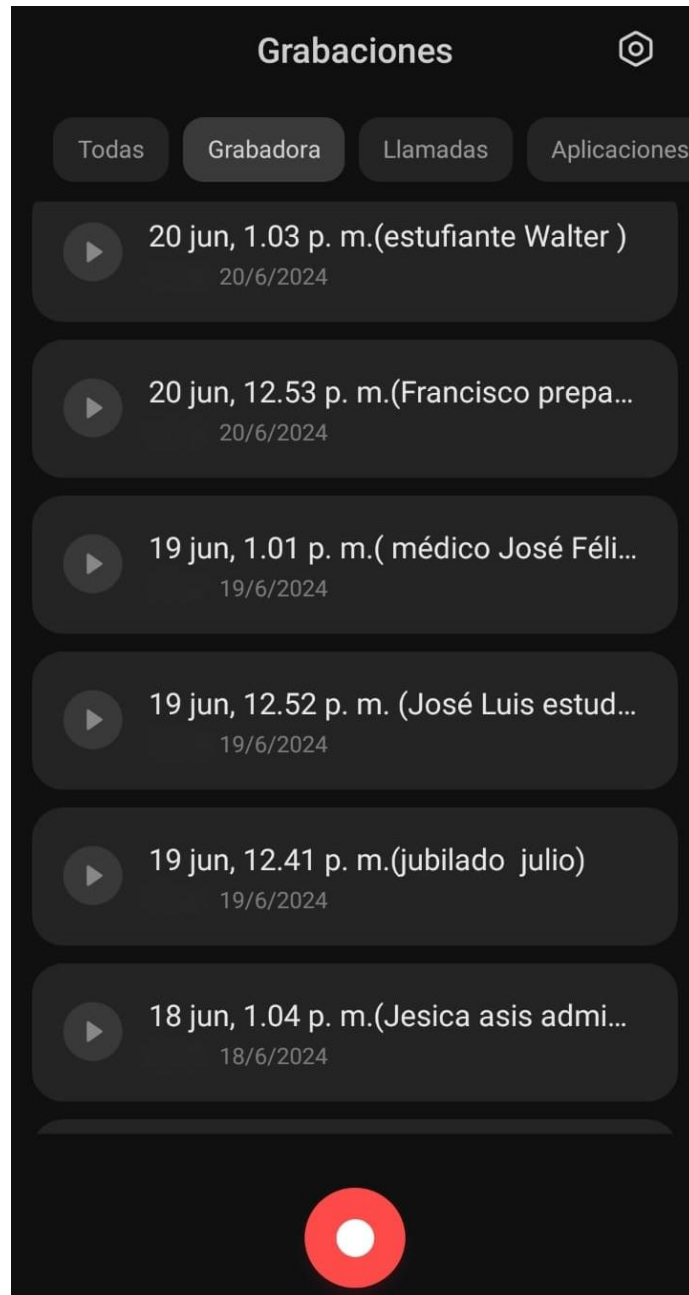 Grabaciones
Todas Grabadora Llamadas Aplicaciones
20 jun, 1.03 p. m.(estufiante Walter )
20/6/2024
20 jun, 12.53 p. m.(Francisco prepa...
20/6/2024
19 jun, 1.01 p. m.( médico José Féli...
19/6/2024
19 jun, 12.52 p. m. (José Luis estud...
19/6/2024
19 jun, 12.41 p. m.(jubilado  julio)
19/6/2024
18 jun, 1.04 p. m.(Jesica asis admi...
18/6/2024